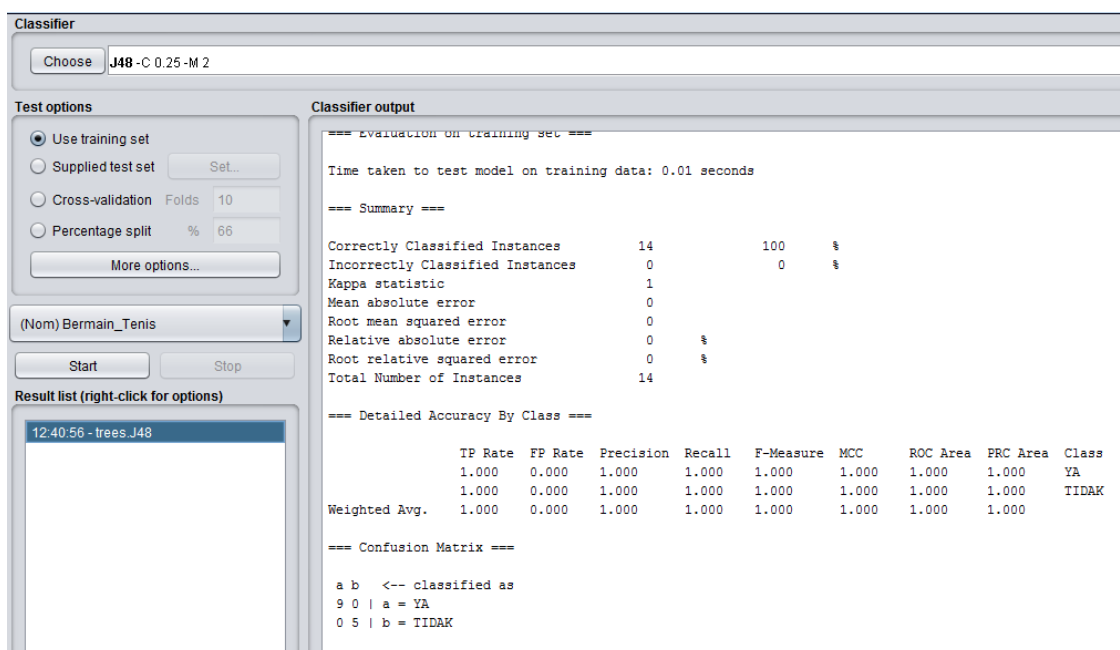 Classifier
Choose J48 -C 0.25 -M 2
Test options
Use training set
Supplied test set Set...
Cross-validation Folds 10
Percentage split % 66
More options...
(Nom) Bermain_Tenis
Start Stop
Result list (right-click for options)
12:40:56 - trees.J48
Classifier output
=== Evaluation on training set ===
Time taken to test model on training data: 0.01 seconds
=== Summary ===
Correctly Classified Instances 14 100 %
Incorrectly Classified Instances 0 0 %
Kappa statistic 1
Mean absolute error 0
Root mean squared error 0
Relative absolute error 0 %
Root relative squared error 0 %
Total Number of Instances 14
=== Detailed Accuracy By Class ===
TP Rate FP Rate Precision Recall F-Measure MCC ROC Area PRC Area Class
1.000 0.000 1.000 1.000 1.000 1.000 1.000 1.000 YA
1.000 0.000 1.000 1.000 1.000 1.000 1.000 1.000 TIDAK
Weighted Avg. 1.000 0.000 1.000 1.000 1.000 1.000 1.000 1.000
=== Confusion Matrix ===
a b <-- classified as
9 0 | a = YA
0 5 | b = TIDAK